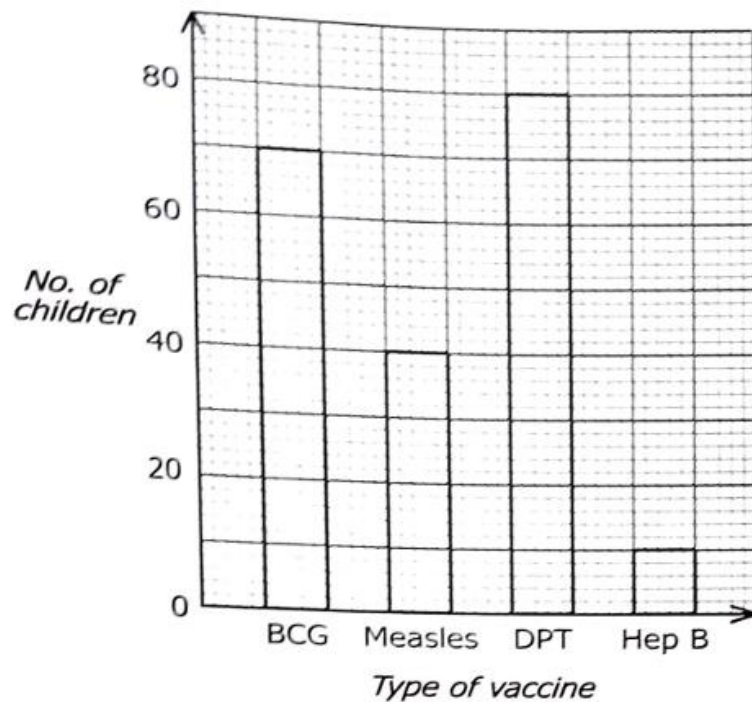 80
60
No. of
children
40
20
0
BCG Measles DPT Hep B
Type of vaccine